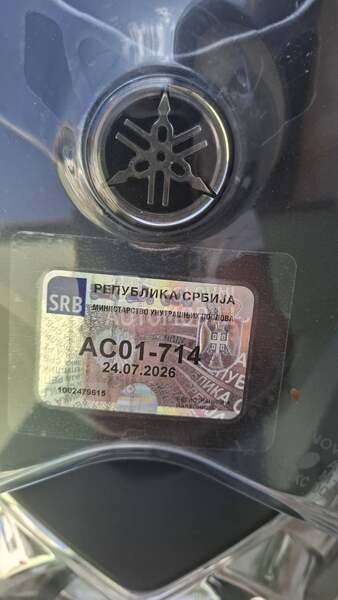 SRB
РЕПУБЛИКА СРБИЈА
МИНИСТАРСТВО УНУТРАШЊИХ ПОСЛОВА
AC01-714
24.07.2026
1002479615